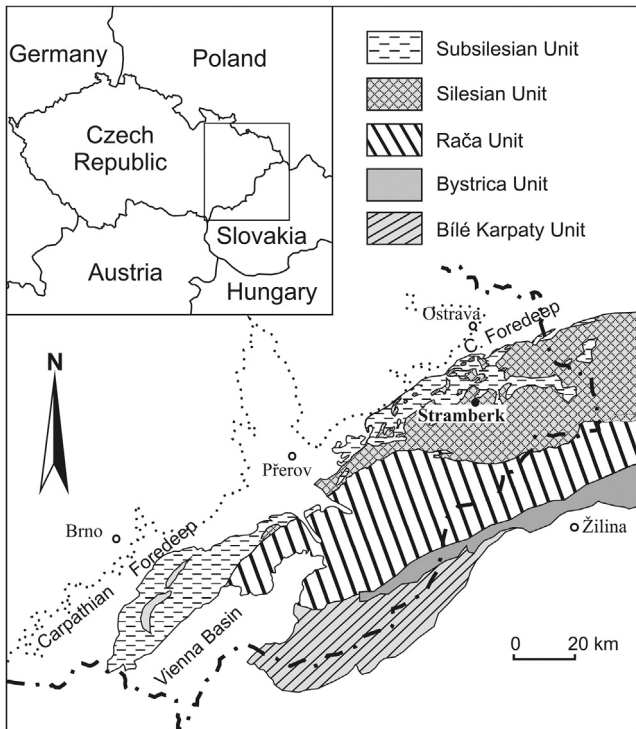 Germany
Poland
Czech
Republic
Slovakia
Austria
Hungary
Subsilesian Unit
Silesian Unit
Rača Unit
Bystrica Unit
Bílé Karpaty Unit
Ostrava
C. Foredeep
N
Stramberk
Přerov
Brno
Žilina
Carpathian Foredeep
Vienna Basin
0 20 km